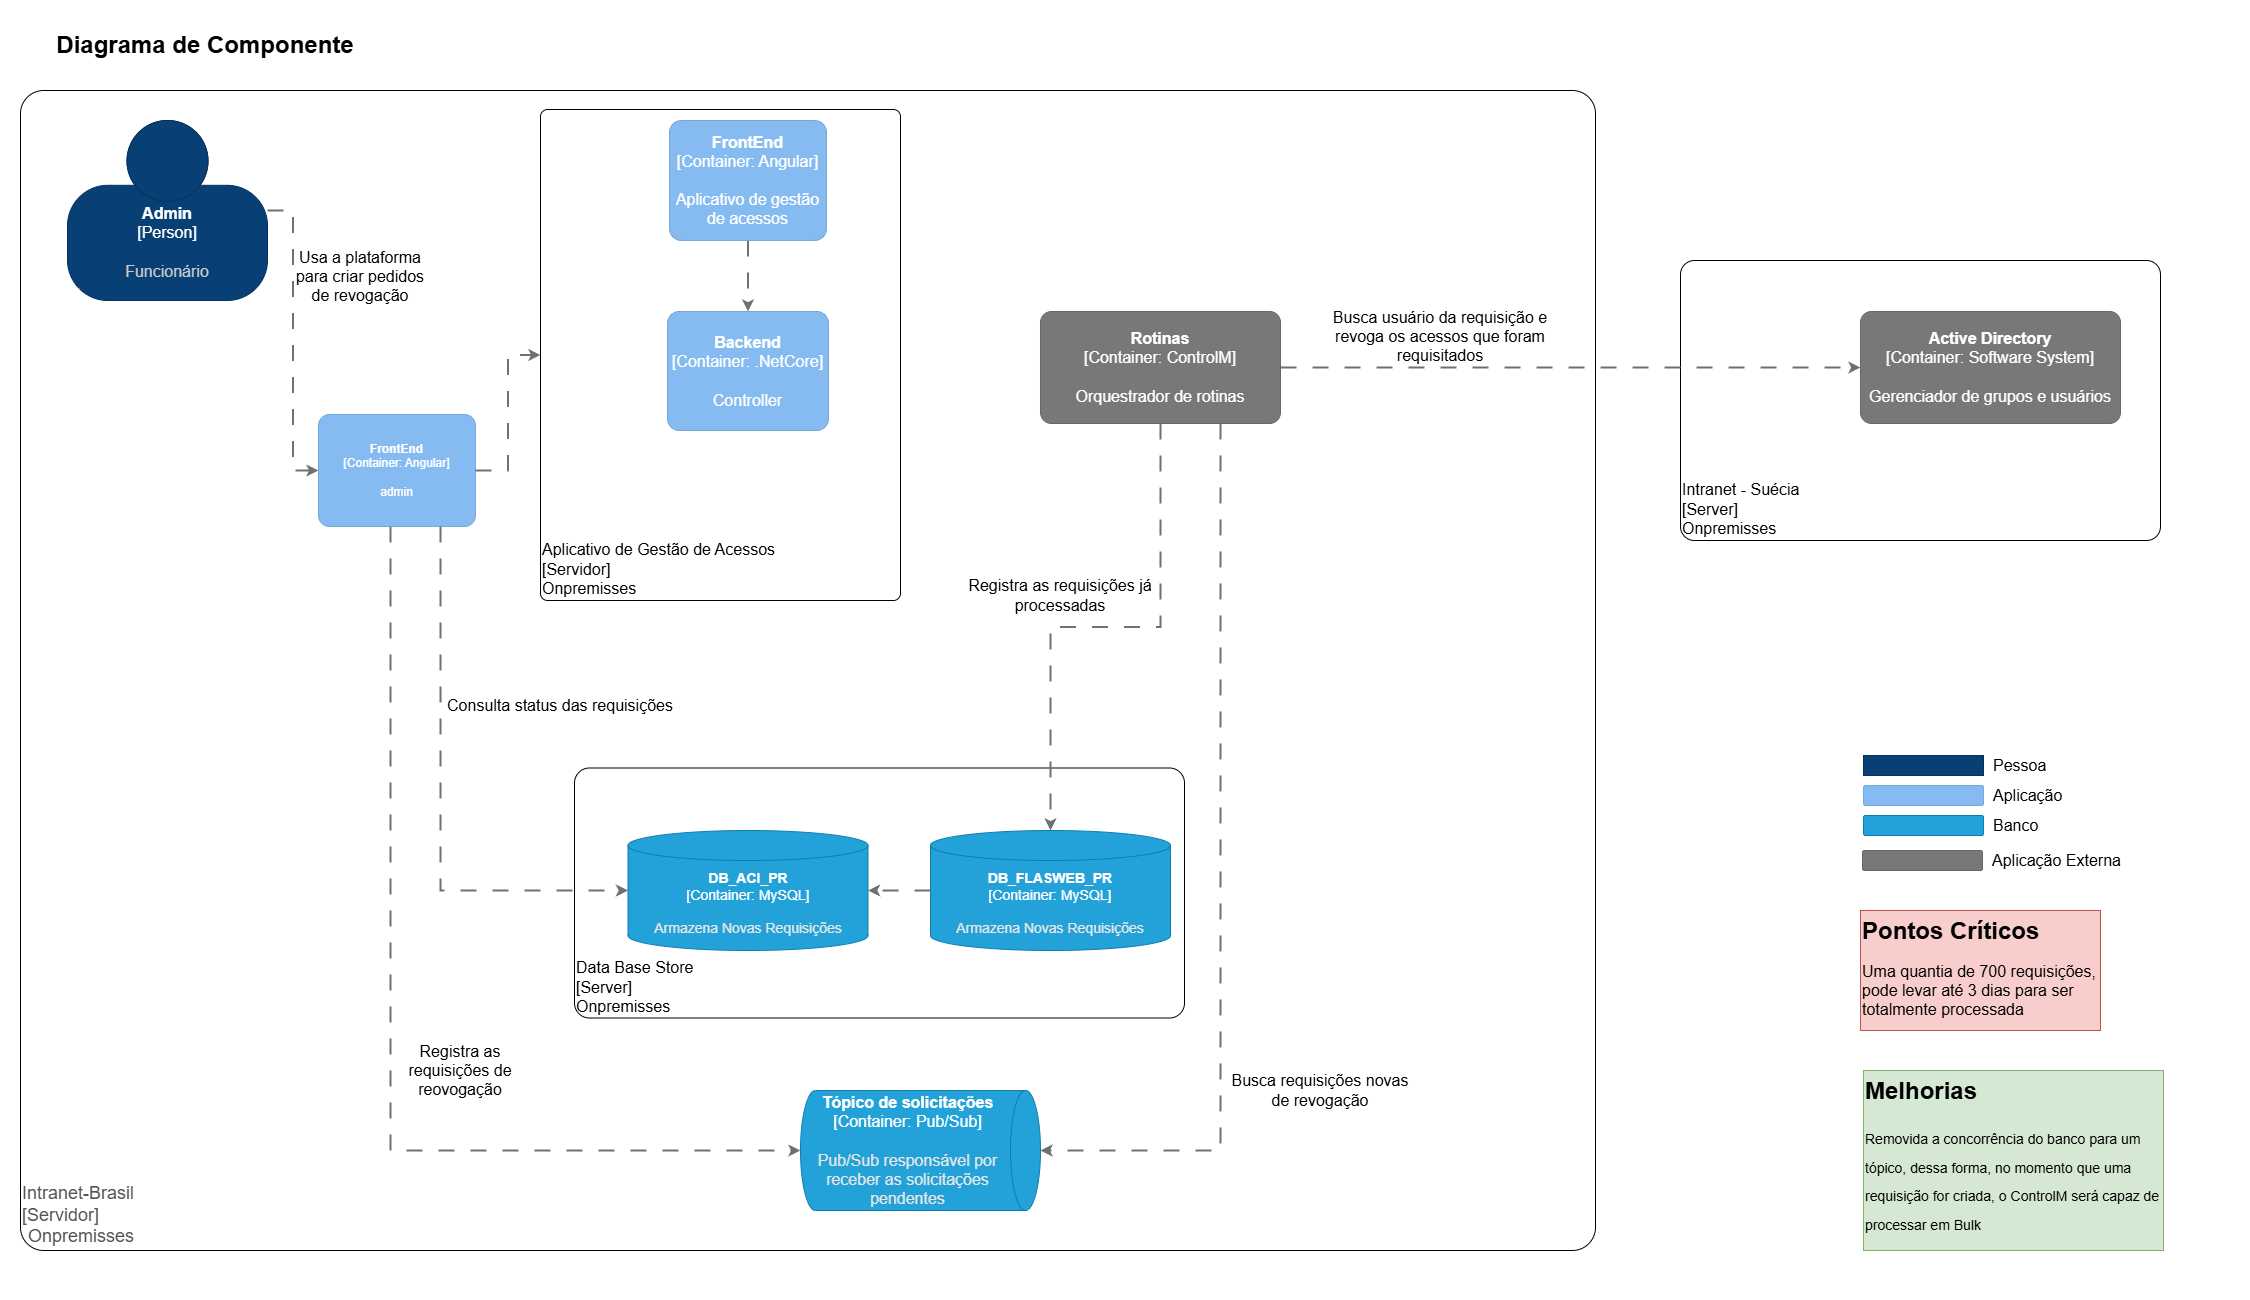 Diagrama de Componente
Admin
[Person]
Funcionário
Usa a plataforma
para criar pedidos
de revogação
FrontEnd
[Container: Angular]
admin
FrontEnd
[Container: Angular]
Aplicativo de gestão
de acessos
Backend
[Container: .NetCore]
Controller
Aplicativo de Gestão de Acessos
[Servidor]
Onpremisses
Rotinas
[Container: ControlM]
Orquestrador de rotinas
Busca usuário da requisição e
revoga os acessos que foram
requisitados
Active Directory
[Container: Software System]
Gerenciador de grupos e usuários
Intranet - Suécia
[Server]
Onpremisses
Registra as requisições já
processadas
Consulta status das requisições
DB_ACI_PR
[Container: MySQL]
Armazena Novas Requisições
DB_FLASWEB_PR
[Container: MySQL]
Armazena Novas Requisições
Data Base Store
[Server]
Onpremisses
Registra as
requisições de
reovogação
Tópico de solicitações
[Container: Pub/Sub]
Pub/Sub responsável por
receber as solicitações
pendentes
Busca requisições novas
de revogação
Intranet-Brasil
[Servidor]
Onpremisses
Pessoa
Aplicação
Banco
Aplicação Externa
Pontos Críticos
Uma quantia de 700 requisições,
pode levar até 3 dias para ser
totalmente processada
Melhorias
Removida a concorrência do banco para um
tópico, dessa forma, no momento que uma
requisição for criada, o ControlM será capaz de
processar em Bulk